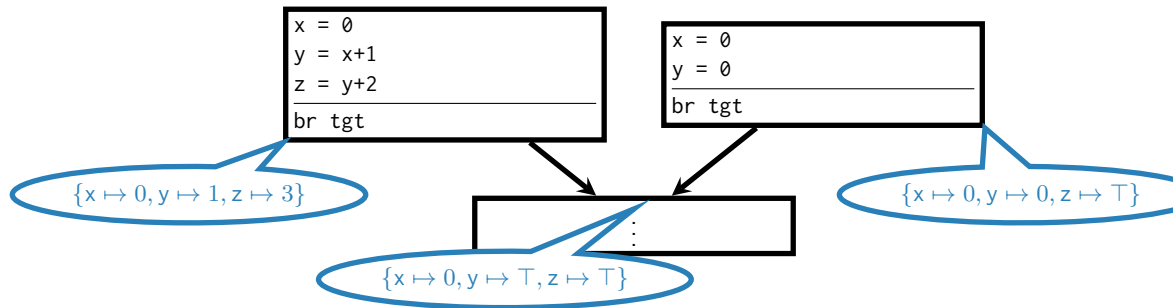 x = 0
y = x+1
z = y+2
br tgt
x = 0
y = 0
br tgt
{x ↦ 0, y ↦ 1, z ↦ 3}
{x ↦ 0, y ↦ 0, z ↦ ⊤}
⋮
{x ↦ 0, y ↦ ⊤, z ↦ ⊤}